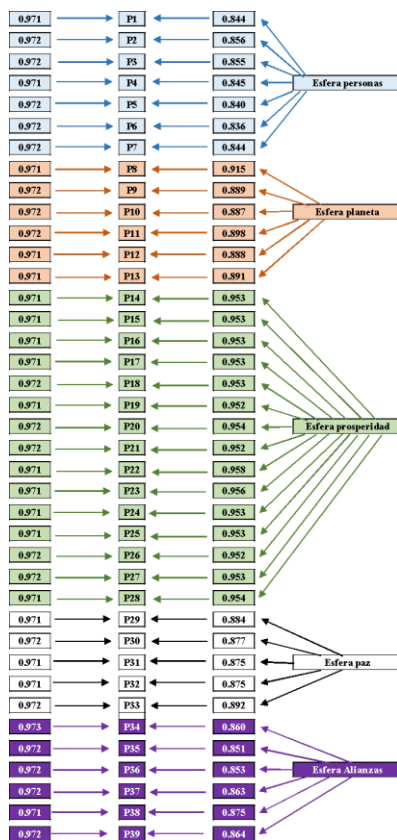 0.971 P1 0.844
0.972 P2 0.856
0.972 P3 0.855
0.971 P4 0.845 Esfera personas
0.972 P5 0.840
0.972 P6 0.836
0.972 P7 0.844
0.971 P8 0.915
0.972 P9 0.889
0.972 P10 0.887 Esfera planeta
0.972 P11 0.898
0.971 P12 0.888
0.971 P13 0.891
0.971 P14 0.953
0.971 P15 0.953
0.971 P16 0.953
0.971 P17 0.953
0.972 P18 0.953
0.971 P19 0.952
0.972 P20 0.954 Esfera prosperidad
0.972 P21 0.952
0.971 P22 0.958
0.971 P23 0.956
0.971 P24 0.953
0.971 P25 0.953
0.972 P26 0.952
0.972 P27 0.953
0.971 P28 0.954
0.971 P29 0.884
0.972 P30 0.877
0.971 P31 0.875 Esfera paz
0.971 P32 0.875
0.972 P33 0.892
0.973 P34 0.860
0.972 P35 0.851
0.972 P36 0.853 Esfera Alianzas
0.972 P37 0.863
0.971 P38 0.875
0.972 P39 0.864